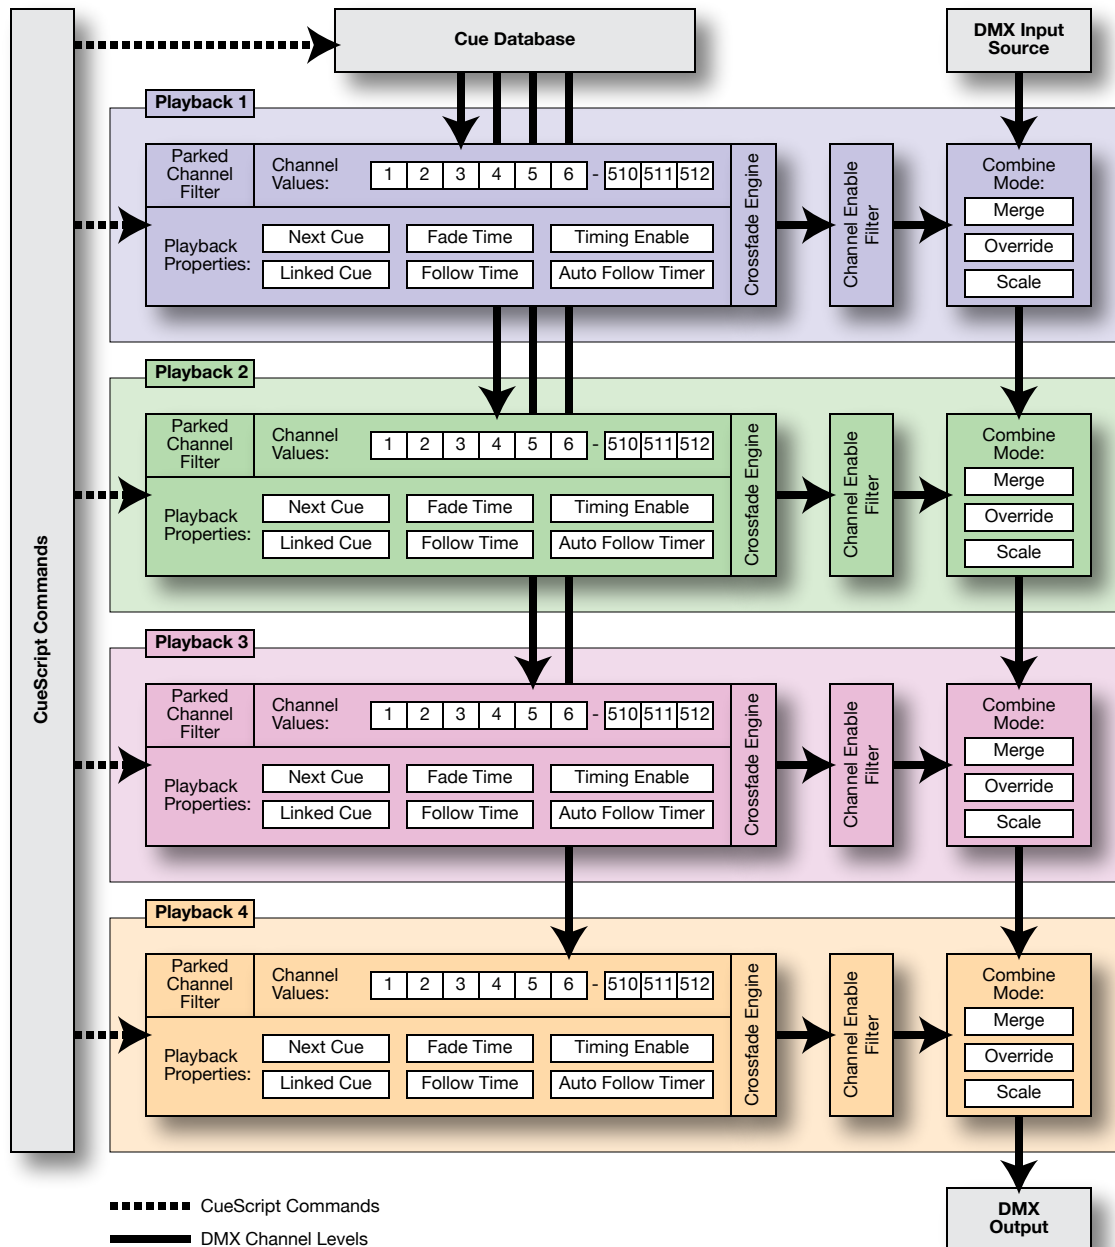 Cue Database
DMX Input
Source
CueScript Commands
Playback 1
Parked
Channel
Filter
Channel
Values:
1 2 3 4 5 6 - 510 511 512
Playback
Properties:
Next Cue Fade Time Timing Enable
Linked Cue Follow Time Auto Follow Timer
Crossfade Engine
Channel Enable
Filter
Combine
Mode:
Merge
Override
Scale
Playback 2
Parked
Channel
Filter
Channel
Values:
1 2 3 4 5 6 - 510 511 512
Playback
Properties:
Next Cue Fade Time Timing Enable
Linked Cue Follow Time Auto Follow Timer
Crossfade Engine
Channel Enable
Filter
Combine
Mode:
Merge
Override
Scale
Playback 3
Parked
Channel
Filter
Channel
Values:
1 2 3 4 5 6 - 510 511 512
Playback
Properties:
Next Cue Fade Time Timing Enable
Linked Cue Follow Time Auto Follow Timer
Crossfade Engine
Channel Enable
Filter
Combine
Mode:
Merge
Override
Scale
Playback 4
Parked
Channel
Filter
Channel
Values:
1 2 3 4 5 6 - 510 511 512
Playback
Properties:
Next Cue Fade Time Timing Enable
Linked Cue Follow Time Auto Follow Timer
Crossfade Engine
Channel Enable
Filter
Combine
Mode:
Merge
Override
Scale
CueScript Commands
DMX Channel Levels
DMX
Output